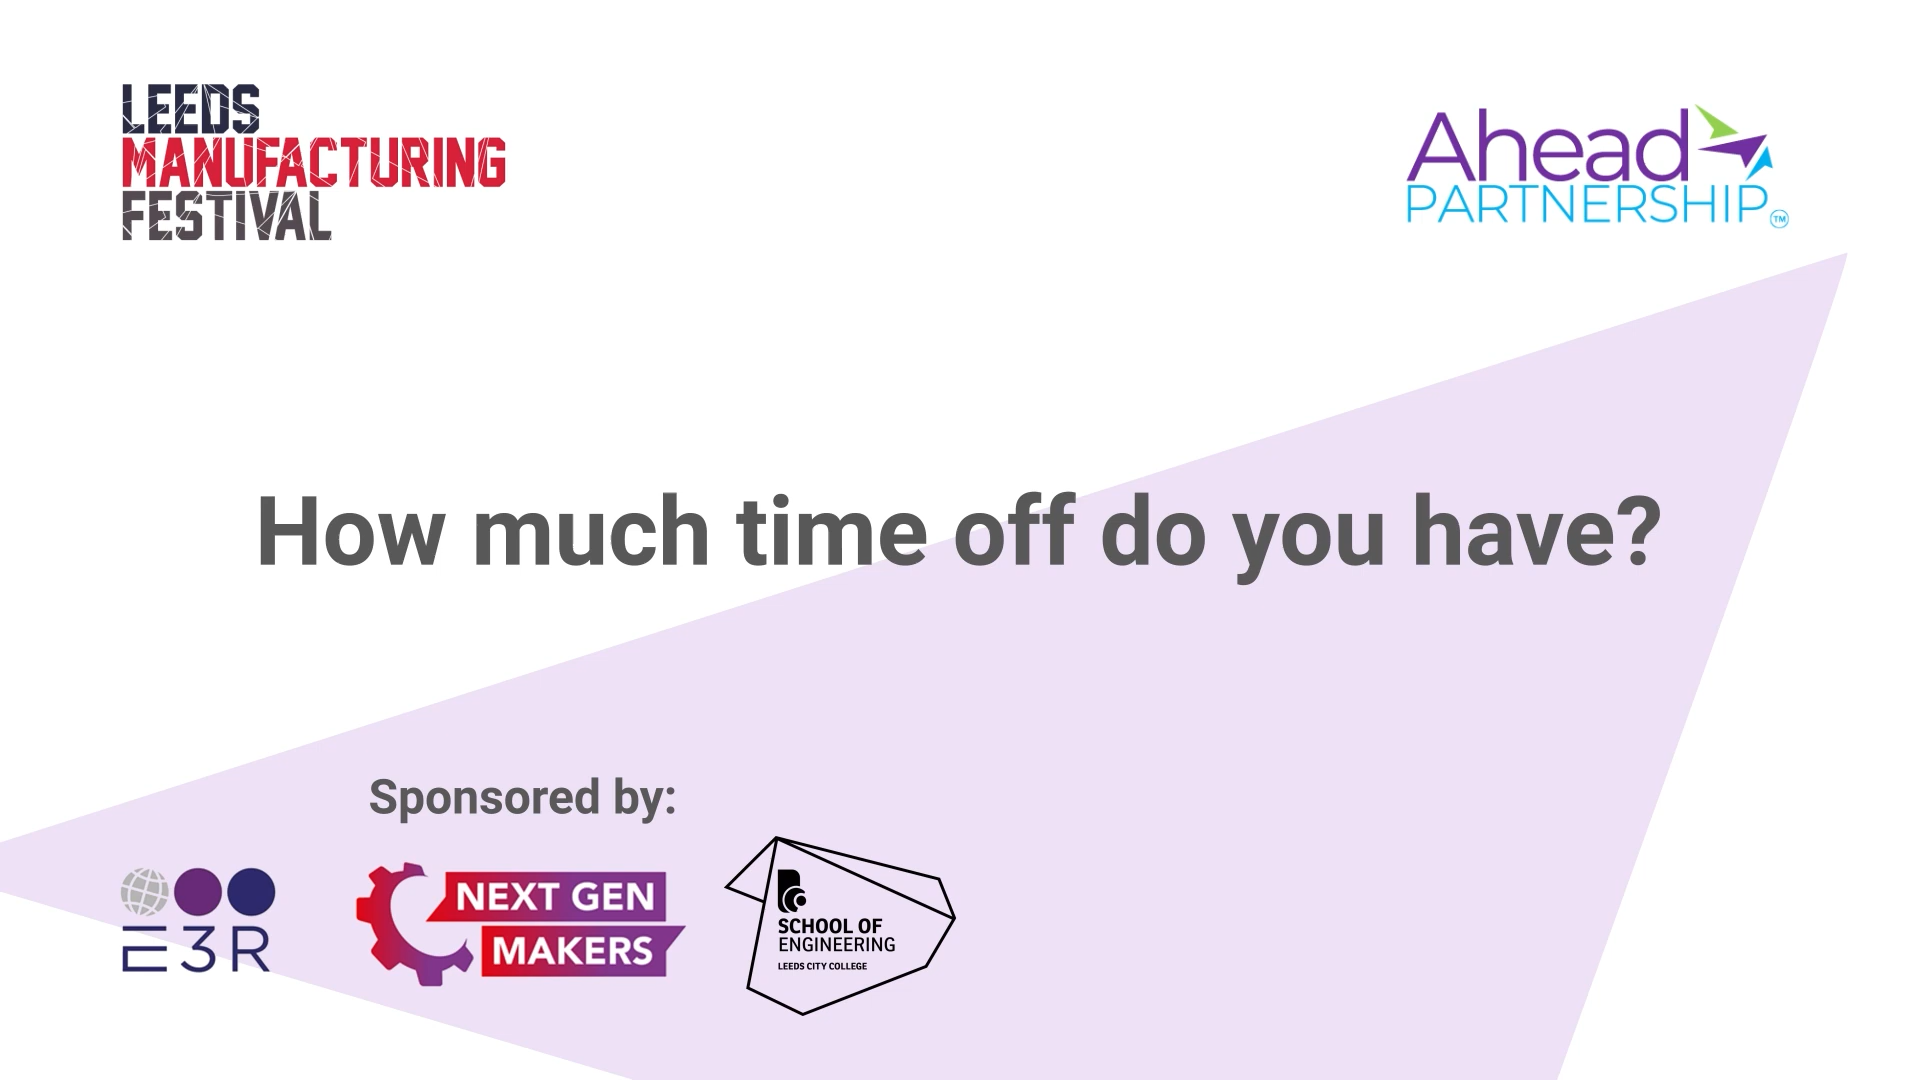 LEEDS
MANUFACTURING
FESTIVAL
Ahead
PARTNERSHIP™
How much time off do you have?
Sponsored by:
E3R
NEXT GEN
MAKERS
SCHOOL OF
ENGINEERING
LEEDS CITY COLLEGE